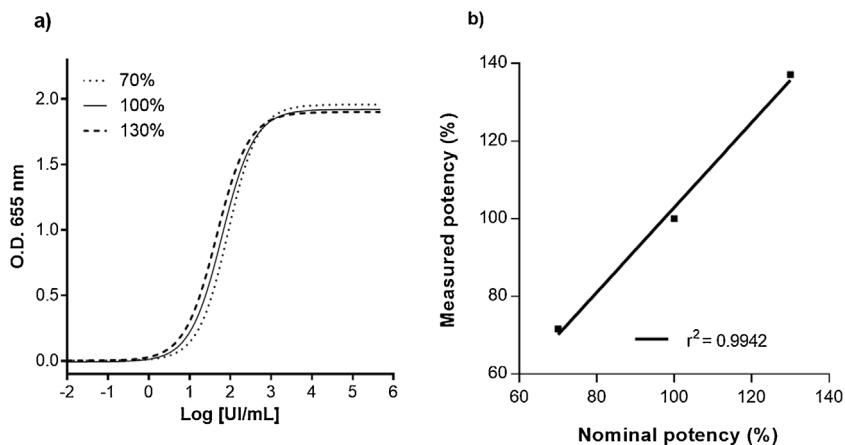 a)
70%
100%
130%
O.D. 655 nm
2.0
1.5
1.0
0.5
0.0
-2 -1 0 1 2 3 4 5 6
Log [UI/mL]
b)
Measured potency (%)
140
120
100
80
60
r² = 0.9942
60 80 100 120 140
Nominal potency (%)